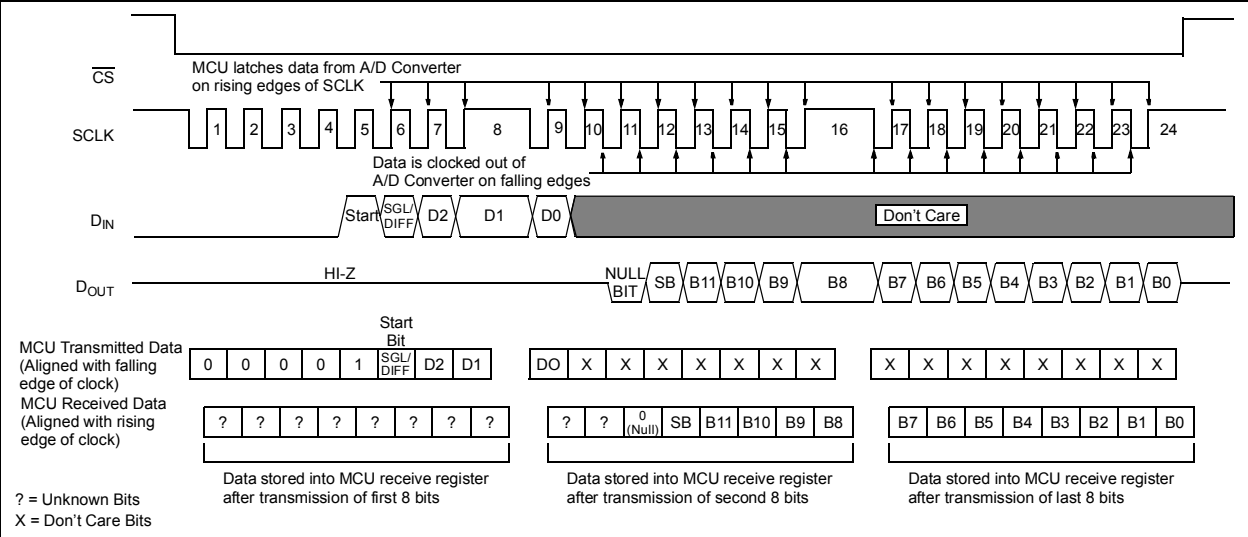 CS
MCU latches data from A/D Converter
on rising edges of SCLK
SCLK
1 2 3 4 5 6 7 8 9 10 11 12 13 14 15 16 17 18 19 20 21 22 23 24
Data is clocked out of
A/D Converter on falling edges
DIN
Start SGL/ DIFF D2 D1 D0 Don't Care
DOUT
HI-Z NULL BIT SB B11 B10 B9 B8 B7 B6 B5 B4 B3 B2 B1 B0
Start
Bit
MCU Transmitted Data
(Aligned with falling
edge of clock)
0 0 0 0 1 SGL/ DIFF D2 D1 DO X X X X X X X X X X X X X X X
MCU Received Data
(Aligned with rising
edge of clock)
? ? ? ? ? ? ? ? ? ? 0 (Null) SB B11 B10 B9 B8 B7 B6 B5 B4 B3 B2 B1 B0
Data stored into MCU receive register
after transmission of first 8 bits
Data stored into MCU receive register
after transmission of second 8 bits
Data stored into MCU receive register
after transmission of last 8 bits
? = Unknown Bits
X = Don't Care Bits